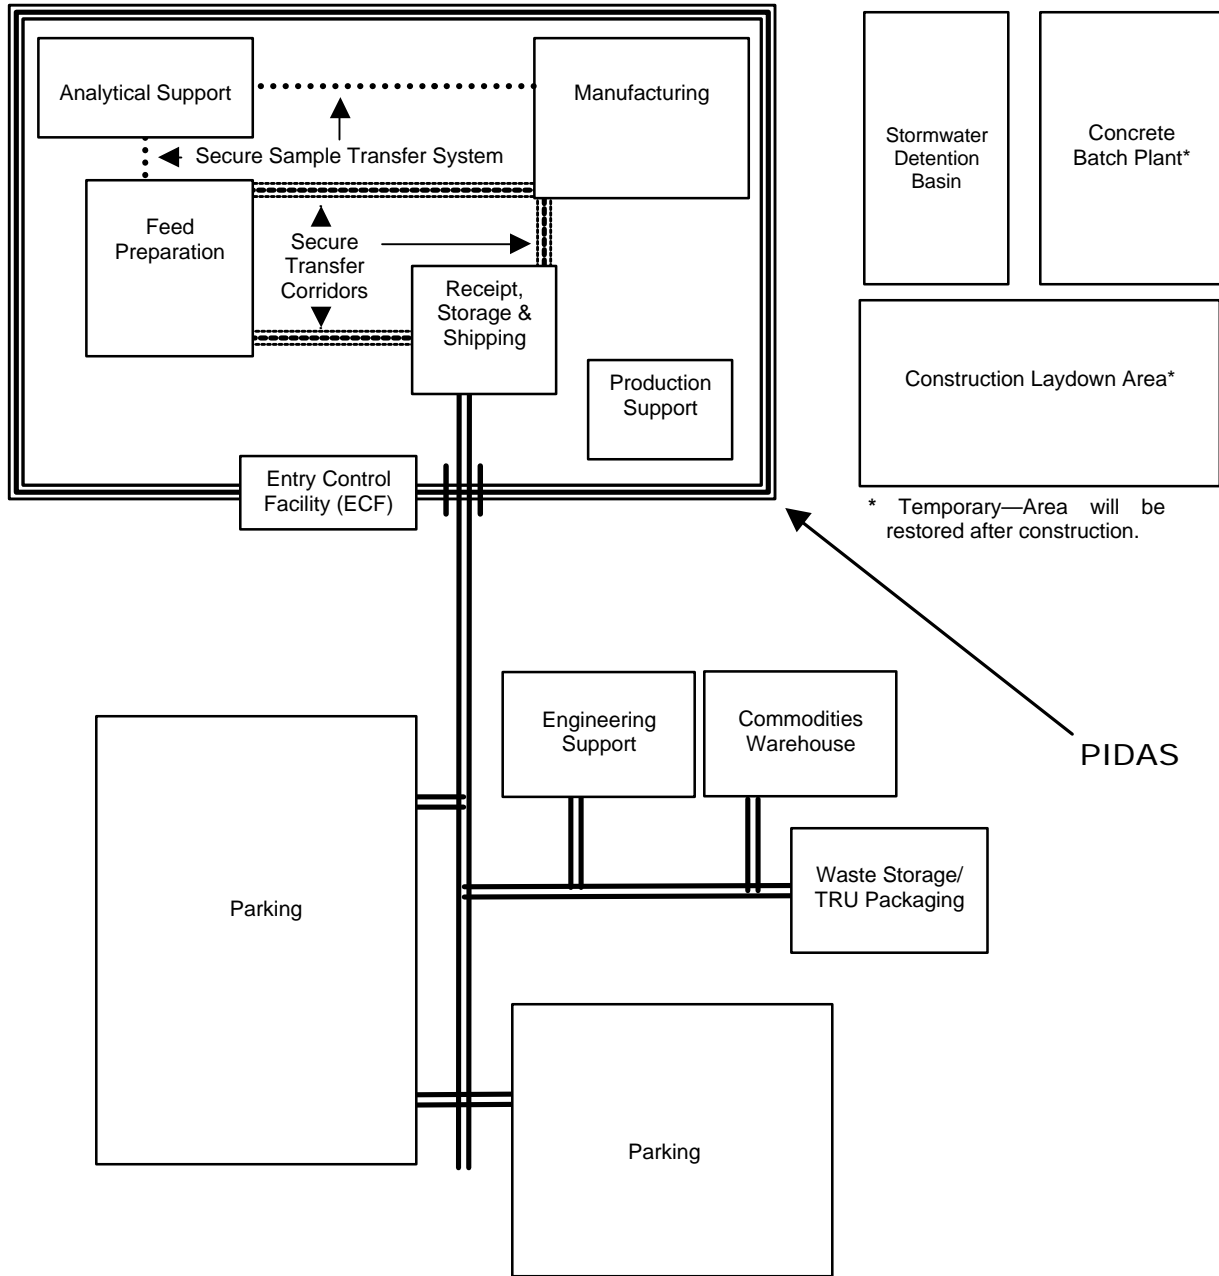 Analytical Support
Manufacturing
Secure Sample Transfer System
Feed
Preparation
Secure
Transfer
Corridors
Receipt,
Storage &
Shipping
Production
Support
Entry Control
Facility (ECF)
Stormwater
Detention
Basin
Concrete
Batch Plant*
Construction Laydown Area*
* Temporary—Area will be
restored after construction.
PIDAS
Engineering
Support
Commodities
Warehouse
Waste Storage/
TRU Packaging
Parking
Parking